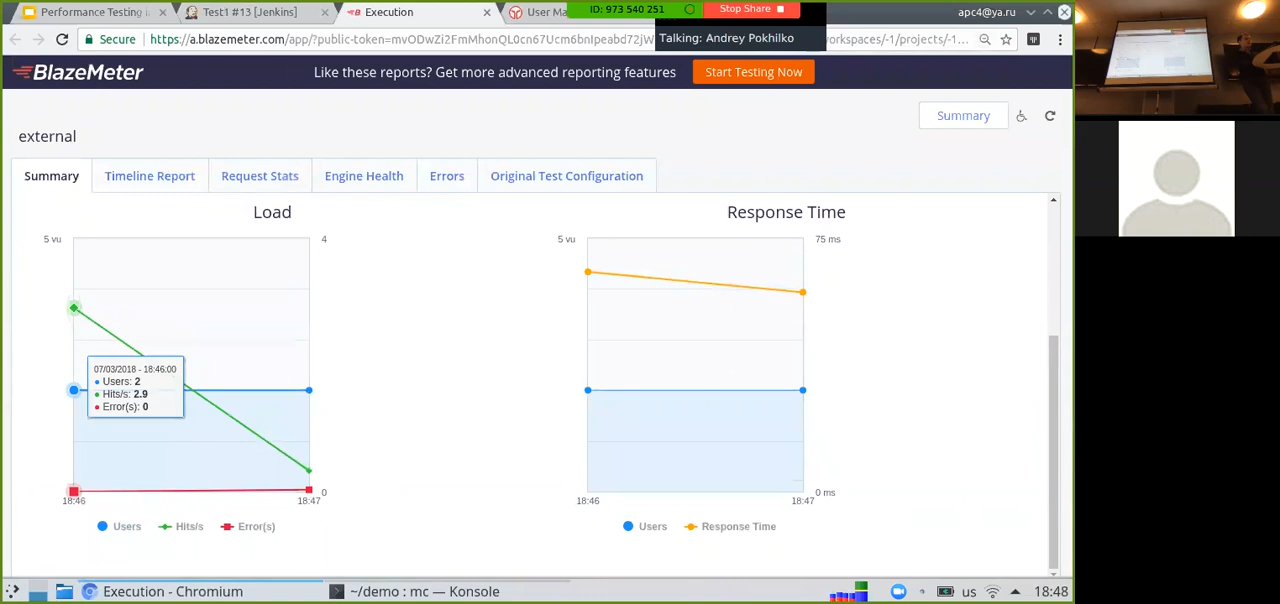 Performance Testing i
Test1 #13 [Jenkins]
Execution
User Ma
ID: 973 540 251
Stop Share
Talking: Andrey Pokhilko
apc4@ya.ru
Secure
https://a.blazemeter.com/app/?public-token=mvODwZi2FmMhonQL0cn67Ucm6bnIpeabd72jW
orkspaces/-1/projects/-1...
BlazeMeter
Like these reports? Get more advanced reporting features
Start Testing Now
Summary
external
Summary
Timeline Report
Request Stats
Engine Health
Errors
Original Test Configuration
Load
5 vu
4
07/03/2018 - 18:46:00
Users: 2
Hits/s: 2.9
Error(s): 0
0
18:46
18:47
Users
Hits/s
Error(s)
Response Time
5 vu
75 ms
0 ms
18:46
18:47
Users
Response Time
Execution - Chromium
~/demo : mc — Konsole
us
18:48